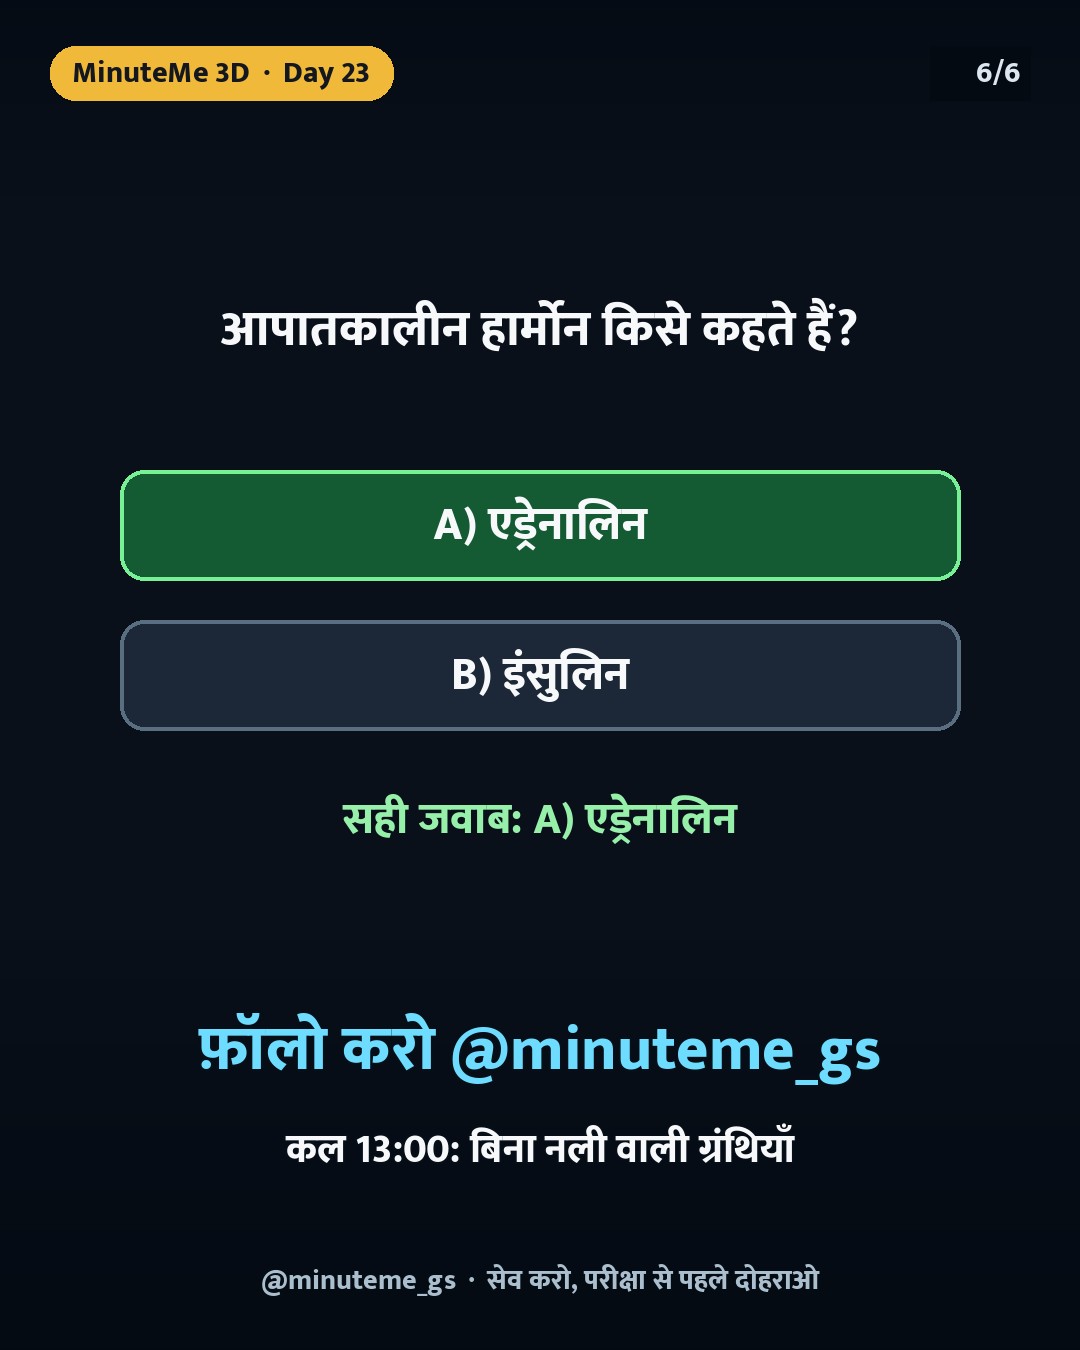 MinuteMe 3D · Day 23
6/6
आपातकालीन हार्मोन किसे कहते हैं?
A) एड्रेनालिन
B) इंसुलिन
सही जवाब: A) एड्रेनालिन
फ़ॉलो करो @minuteme_gs
कल 13:00: बिना नली वाली ग्रंथियाँ
@minuteme_gs · सेव करो, परीक्षा से पहले दोहराओ